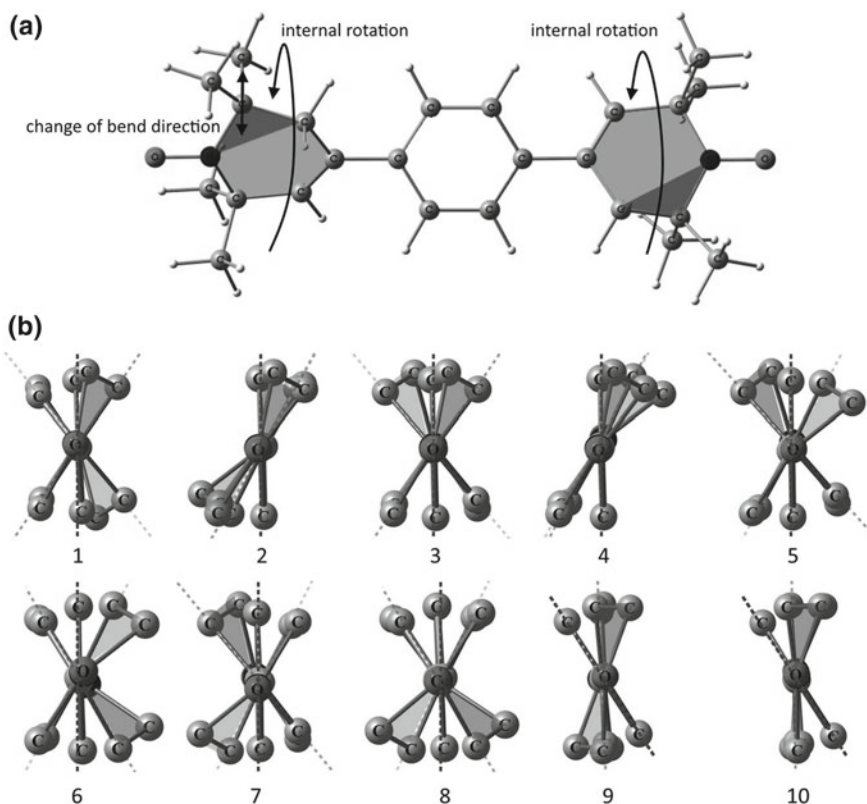 (a)
internal rotation
internal rotation
change of bend direction
(b)
1
2
3
4
5
6
7
8
9
10